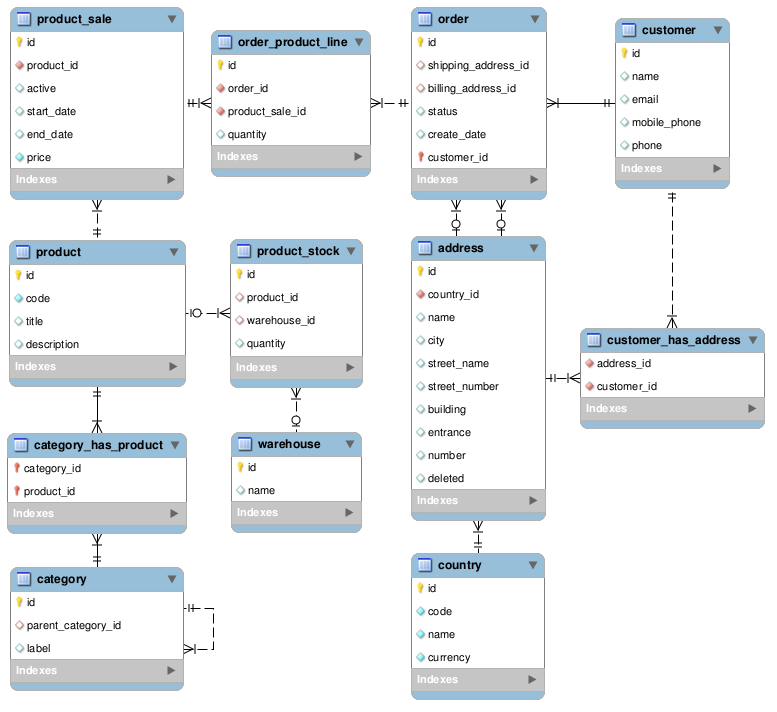 product_sale
id
product_id
active
start_date
end_date
price
Indexes
order_product_line
id
order_id
product_sale_id
quantity
Indexes
order
id
shipping_address_id
billing_address_id
status
create_date
customer_id
Indexes
customer
id
name
email
mobile_phone
phone
Indexes
product
id
code
title
description
Indexes
product_stock
id
product_id
warehouse_id
quantity
Indexes
address
id
country_id
name
city
street_name
street_number
building
entrance
number
deleted
Indexes
customer_has_address
address_id
customer_id
Indexes
category_has_product
category_id
product_id
Indexes
warehouse
id
name
Indexes
category
id
parent_category_id
label
Indexes
country
id
code
name
currency
Indexes